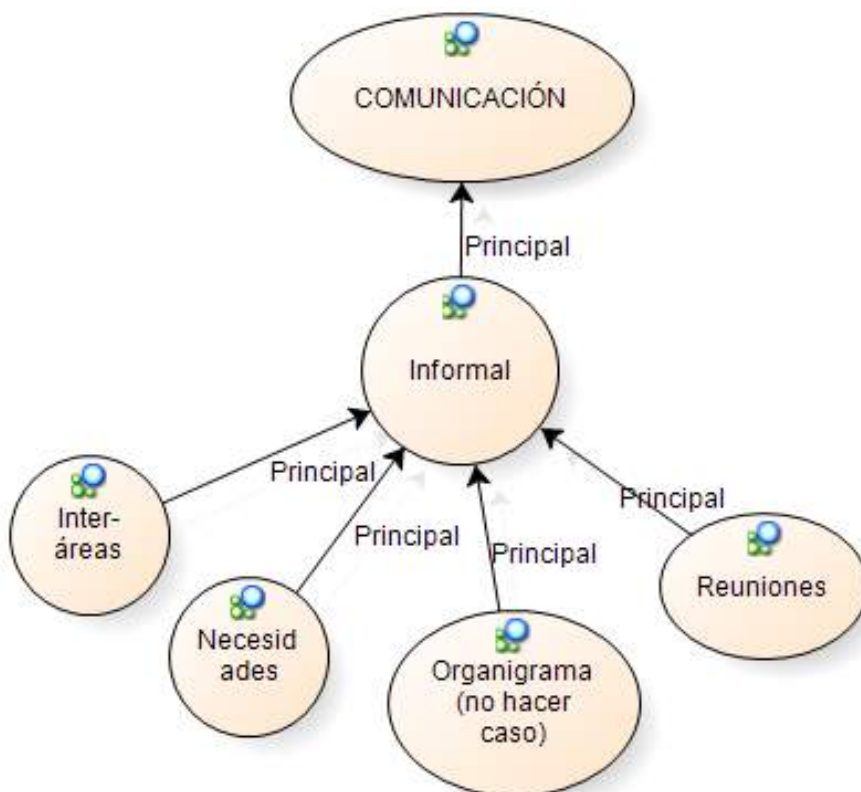 COMUNICACIÓN
Principal
Informal
Principal
Principal
Principal
Principal
Inter-
áreas
Necesid
ades
Organigrama
(no hacer
caso)
Reuniones